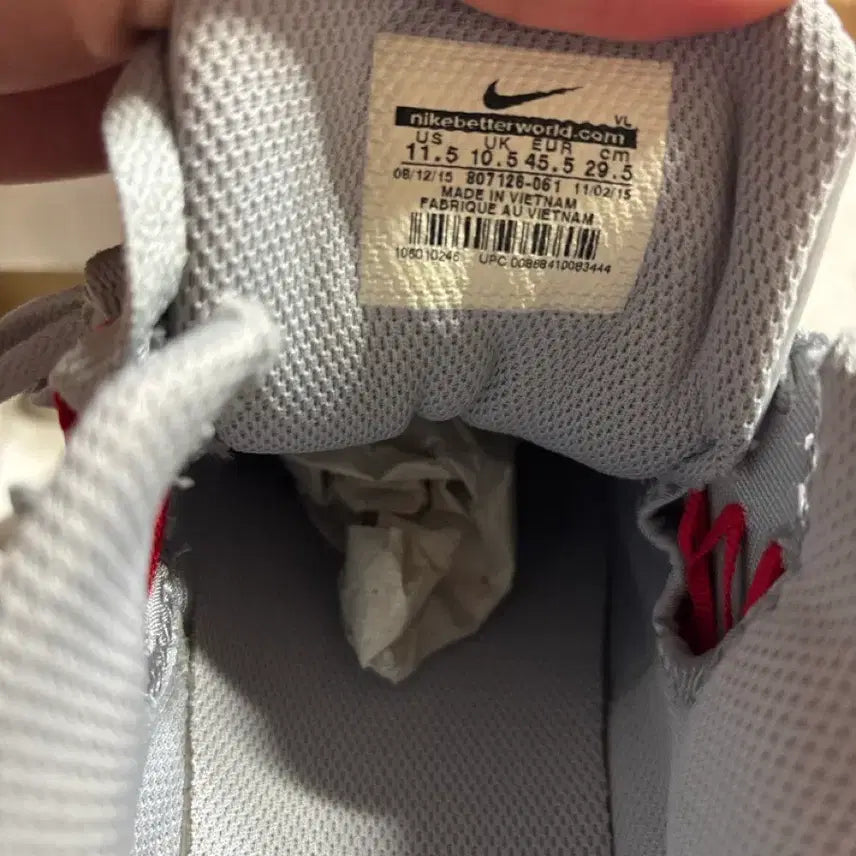 VL
nikebetterworld.com
US UK EUR cm
11.5 10.5 45.5 29.5
08/12/15 807126-061 11/02/15
MADE IN VIETNAM
FABRIQUE AU VIETNAM
105010246 UPC 00888410083444